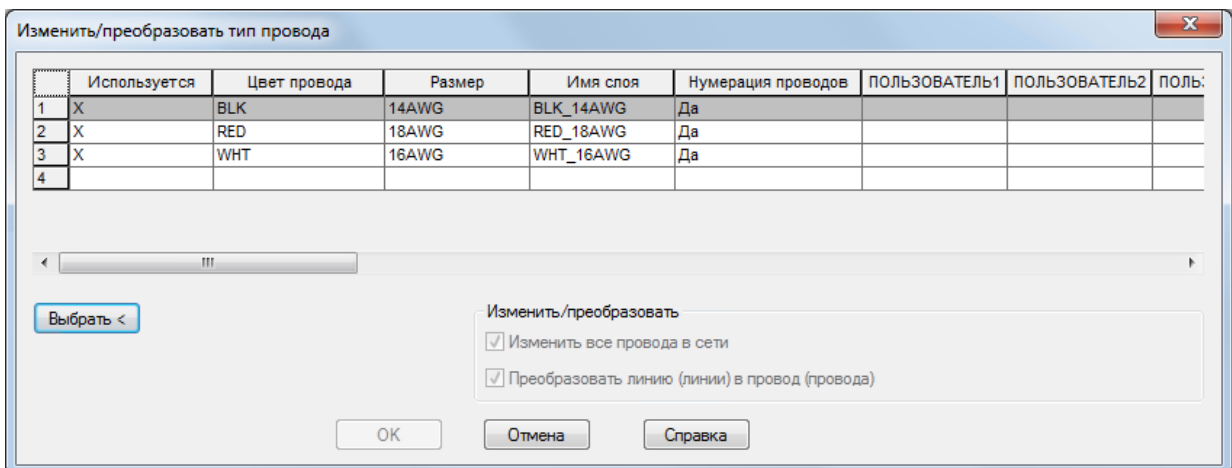 Изменить/преобразовать тип провода
Используется Цвет провода Размер Имя слоя Нумерация проводов ПОЛЬЗОВАТЕЛЬ1 ПОЛЬЗОВАТЕЛЬ2 ПОЛЬЗ
1 X BLK 14AWG BLK_14AWG Да
2 X RED 18AWG RED_18AWG Да
3 X WHT 16AWG WHT_16AWG Да
4
Выбрать <
Изменить/преобразовать
Изменить все провода в сети
Преобразовать линию (линии) в провод (провода)
OK Отмена Справка